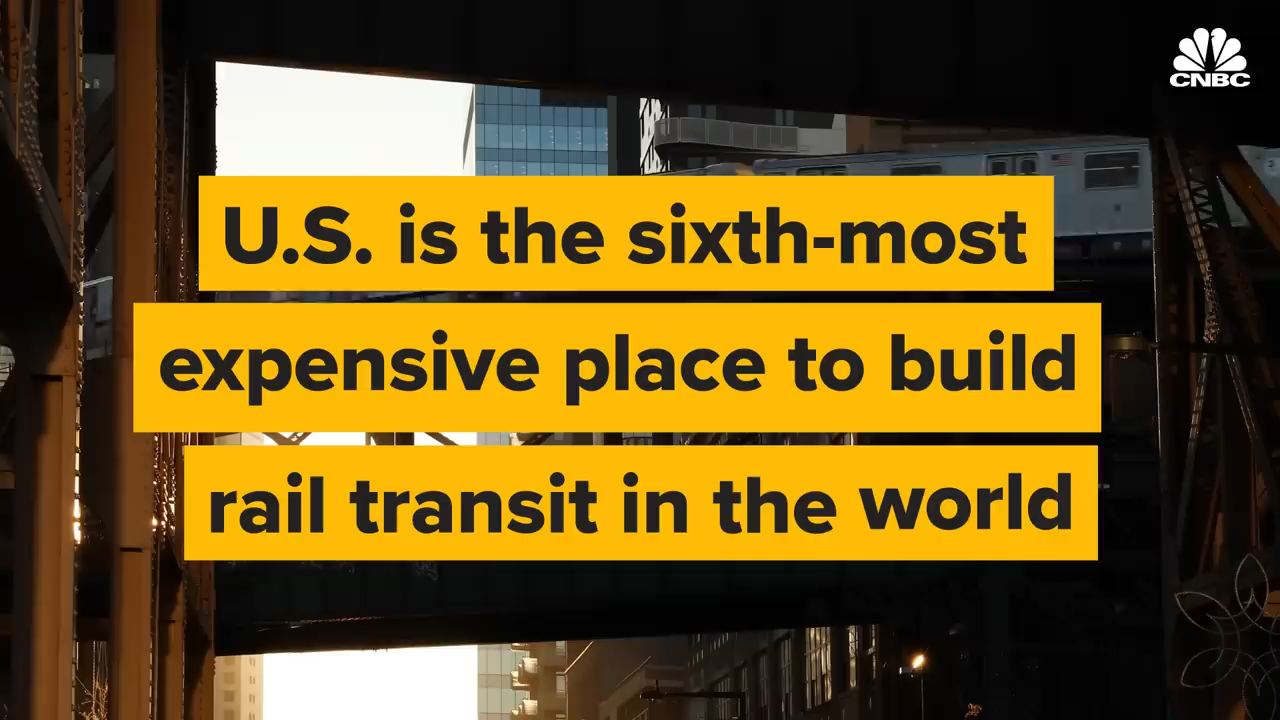 CNBC
U.S. is the sixth-most
expensive place to build
rail transit in the world